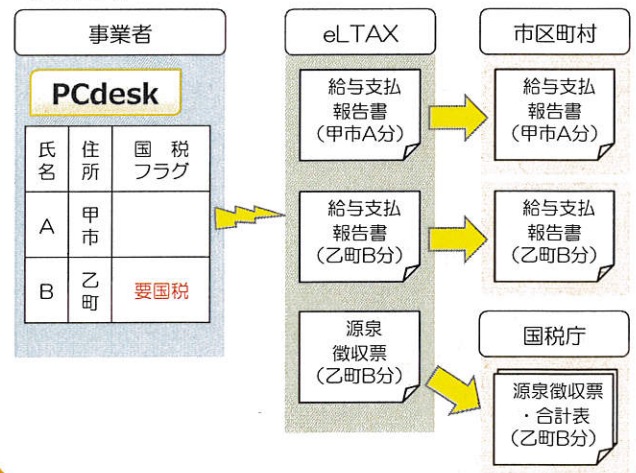 事業者
PCdesk
氏名
住所
国　税
フラグ
A
甲市
B
乙町
要国税
eLTAX
給与支払
報告書
(甲市A分)
給与支払
報告書
(乙町B分)
源泉
徴収票
(乙町B分)
市区町村
給与支払
報告書
(甲市A分)
給与支払
報告書
(乙町B分)
国税庁
源泉徴収票
・合計表
(乙町B分)